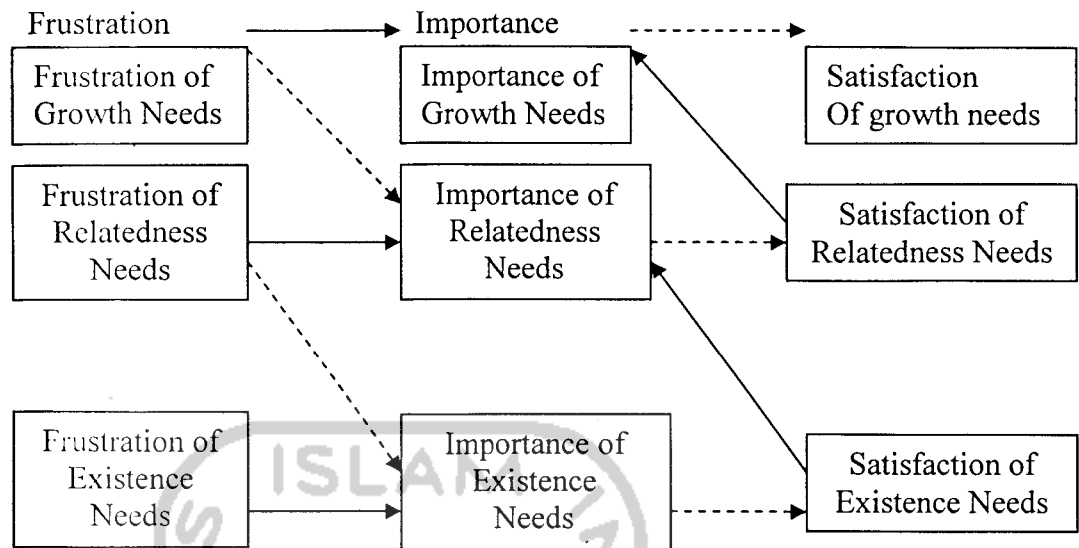 Frustration
Importance
Frustration of
Growth Needs
Importance of
Growth Needs
Satisfaction
Of growth needs
Frustration of
Relatedness
Needs
Importance of
Relatedness
Needs
Satisfaction of
Relatedness Needs
Frustration of
Existence
Needs
Importance of
Existence
Needs
Satisfaction of
Existence Needs
ISLAM